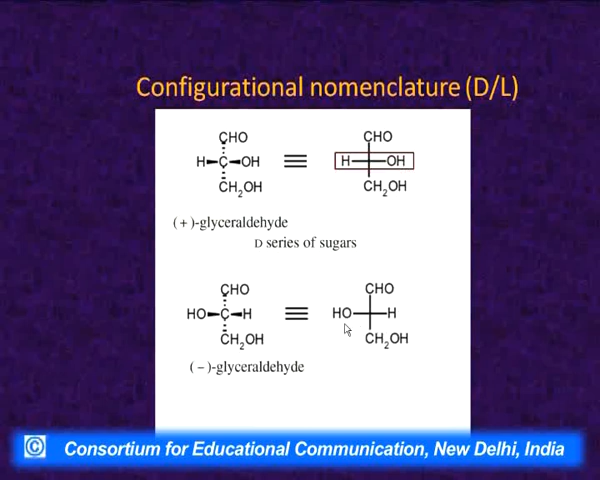 Configurational nomenclature (D/L)
CHO CHO
H C OH H OH
CH2OH CH2OH
(+)-glyceraldehyde
D series of sugars
CHO CHO
HO C H HO H
CH2OH CH2OH
(−)-glyceraldehyde
© Consortium for Educational Communication, New Delhi, India